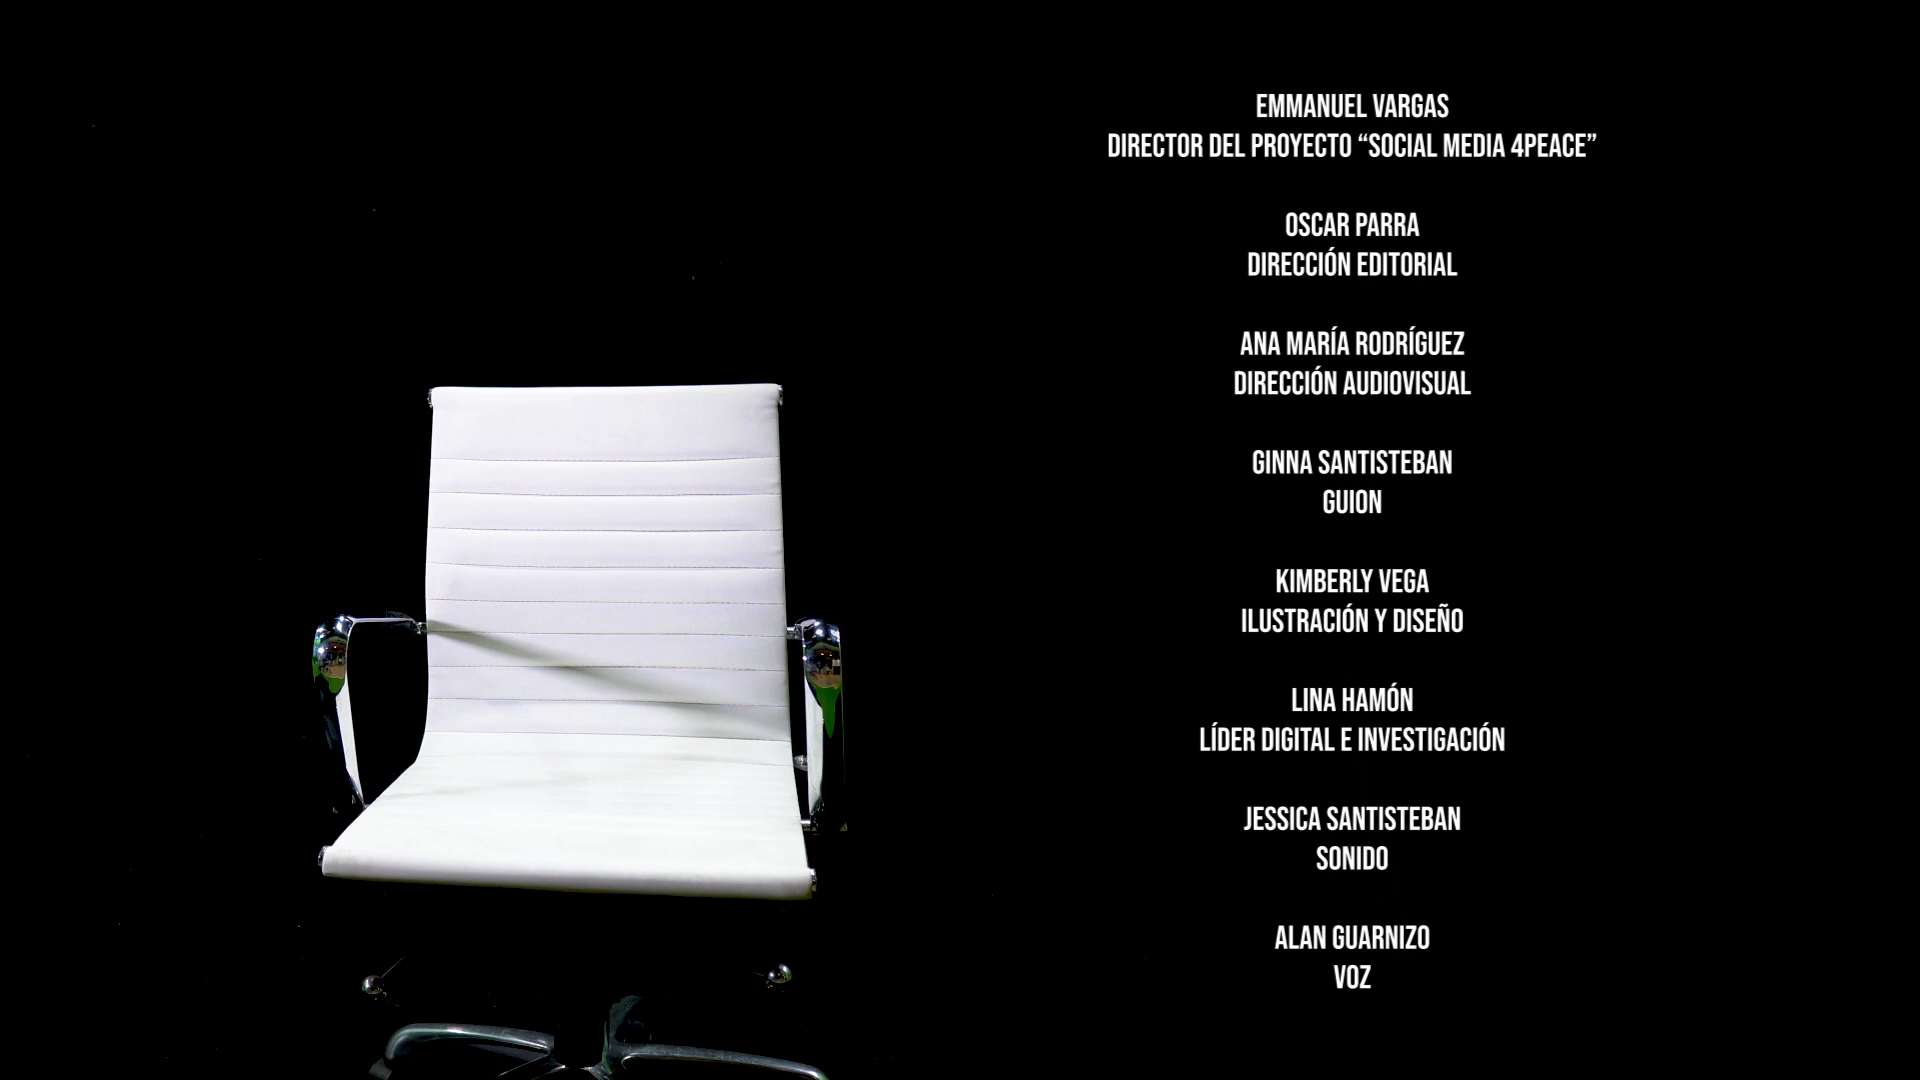 EMMANUEL VARGAS
DIRECTOR DEL PROYECTO “SOCIAL MEDIA 4PEACE”
OSCAR PARRA
DIRECCIÓN EDITORIAL
ANA MARÍA RODRÍGUEZ
DIRECCIÓN AUDIOVISUAL
GINNA SANTISTEBAN
GUION
KIMBERLY VEGA
ILUSTRACIÓN Y DISEÑO
LINA HAMÓN
LÍDER DIGITAL E INVESTIGACIÓN
JESSICA SANTISTEBAN
SONIDO
ALAN GUARNIZO
VOZ